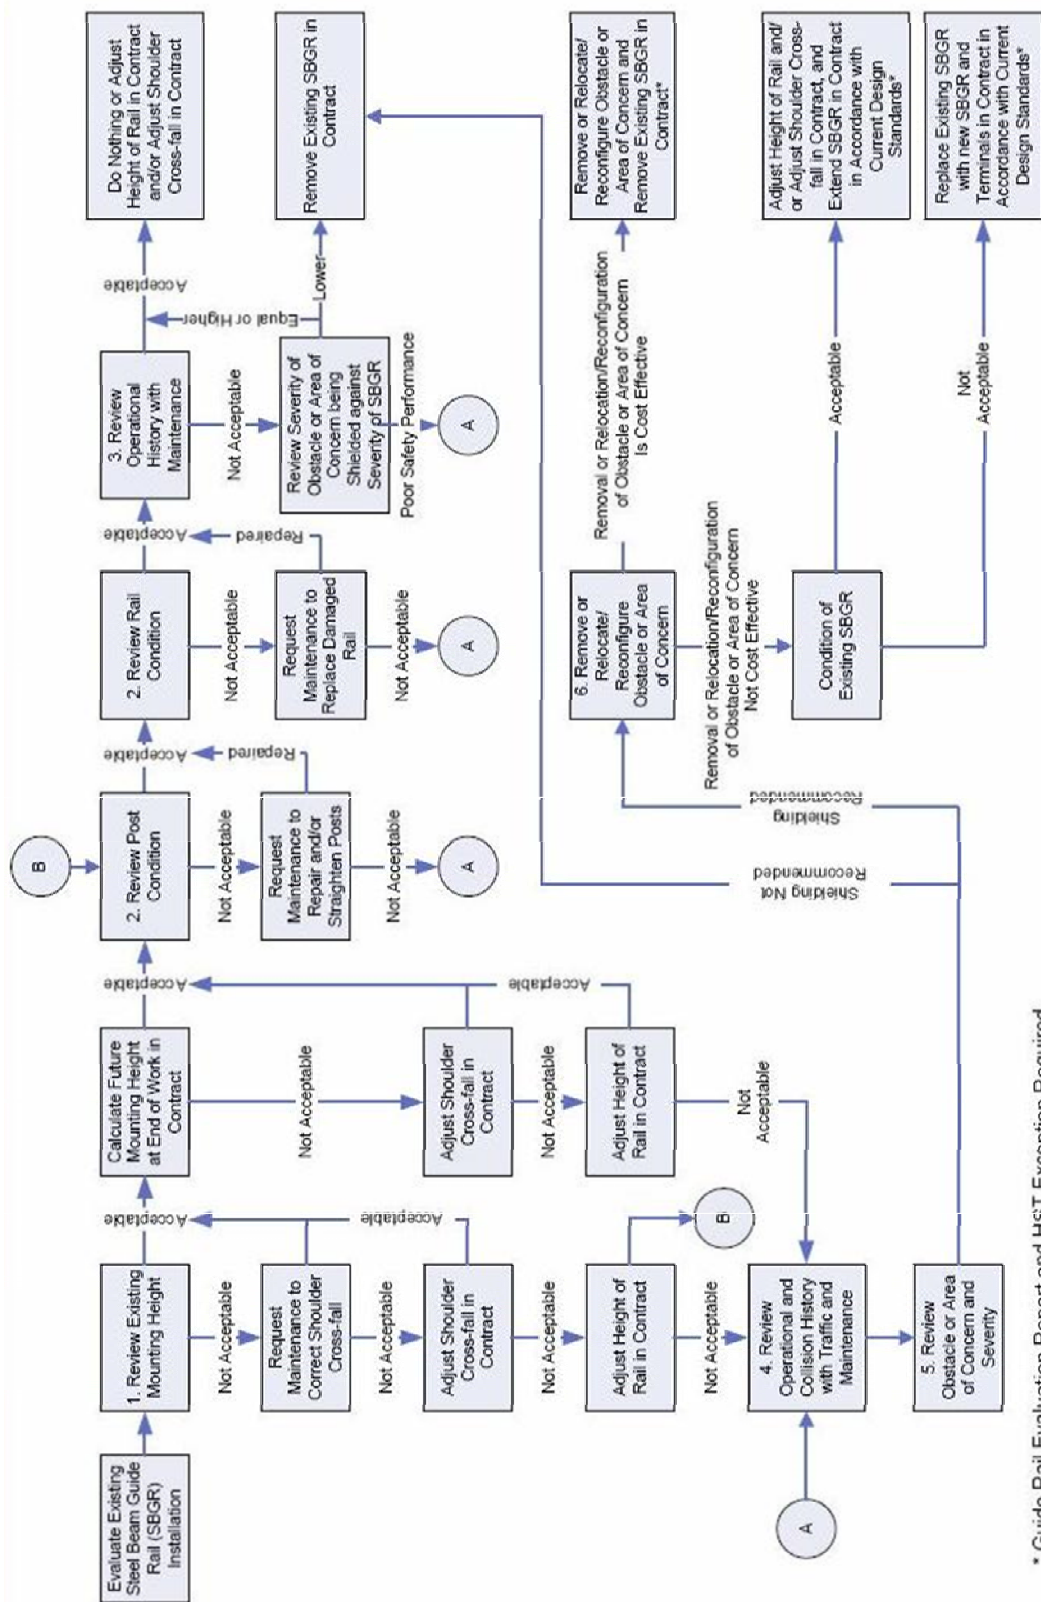 Evaluate Existing
Steel Beam Guide
Rail (SBGR)
Installation
1. Review Existing
Mounting Height
Acceptable
Not Acceptable
Request
Maintenance to
Correct Shoulder
Cross-fall
Not Acceptable
Adjust Shoulder
Cross-fall in
Contract
Acceptable
Not Acceptable
Adjust Height of
Rail in Contract
B
Not Acceptable
4. Review
Operational and
Collision History
with Traffic and
Maintenance
A
5. Review
Obstacle or Area
of Concern and
Severity
Calculate Future
Mounting Height
at End of Work in
Contract
Acceptable
Not Acceptable
Adjust Shoulder
Cross-fall in
Contract
Not Acceptable
Acceptable
Adjust Height of
Rail in Contract
Not
Acceptable
B
2. Review Post
Condition
Acceptable
Not Acceptable
Request
Maintenance to
Repair and/or
Straighten Posts
Repaired
Not Acceptable
A
2. Review Rail
Condition
Acceptable
Not Acceptable
Request
Maintenance to
Replace Damaged
Rail
Repaired
Not Acceptable
A
3. Review
Operational
History with
Maintenance
Acceptable
Not Acceptable
Review Severity of
Obstacle or Area of
Concern being
Shielded against
Severity of SBGR
Equal or Higher
Lower
Poor Safety Performance
A
Do Nothing or Adjust
Height of Rail in Contract
and/or Adjust Shoulder
Cross-fall in Contract
Remove Existing SBGR in
Contract
Shielding Not
Recommended
Shielding
Recommended
6. Remove or
Relocate/
Reconfigure
Obstacle or Area
of Concern
Removal or Relocation/Reconfiguration
of Obstacle or Area of Concern
Is Cost Effective
Remove or Relocate/
Reconfigure Obstacle or
Area of Concern and
Remove Existing SBGR in
Contract*
Removal or Relocation/Reconfiguration
of Obstacle or Area of Concern
Not Cost Effective
Condition of
Existing SBGR
Acceptable
Adjust Height of Rail and/
or Adjust Shoulder Cross-
fall in Contract, and
Extend SBGR in Contract
in Accordance with
Current Design
Standards*
Not
Acceptable
Replace Existing SBGR
with new SBGR and
Terminals in Contract in
Accordance with Current
Design Standards*
* Guide Rail Evaluation Report and HST Exception Required